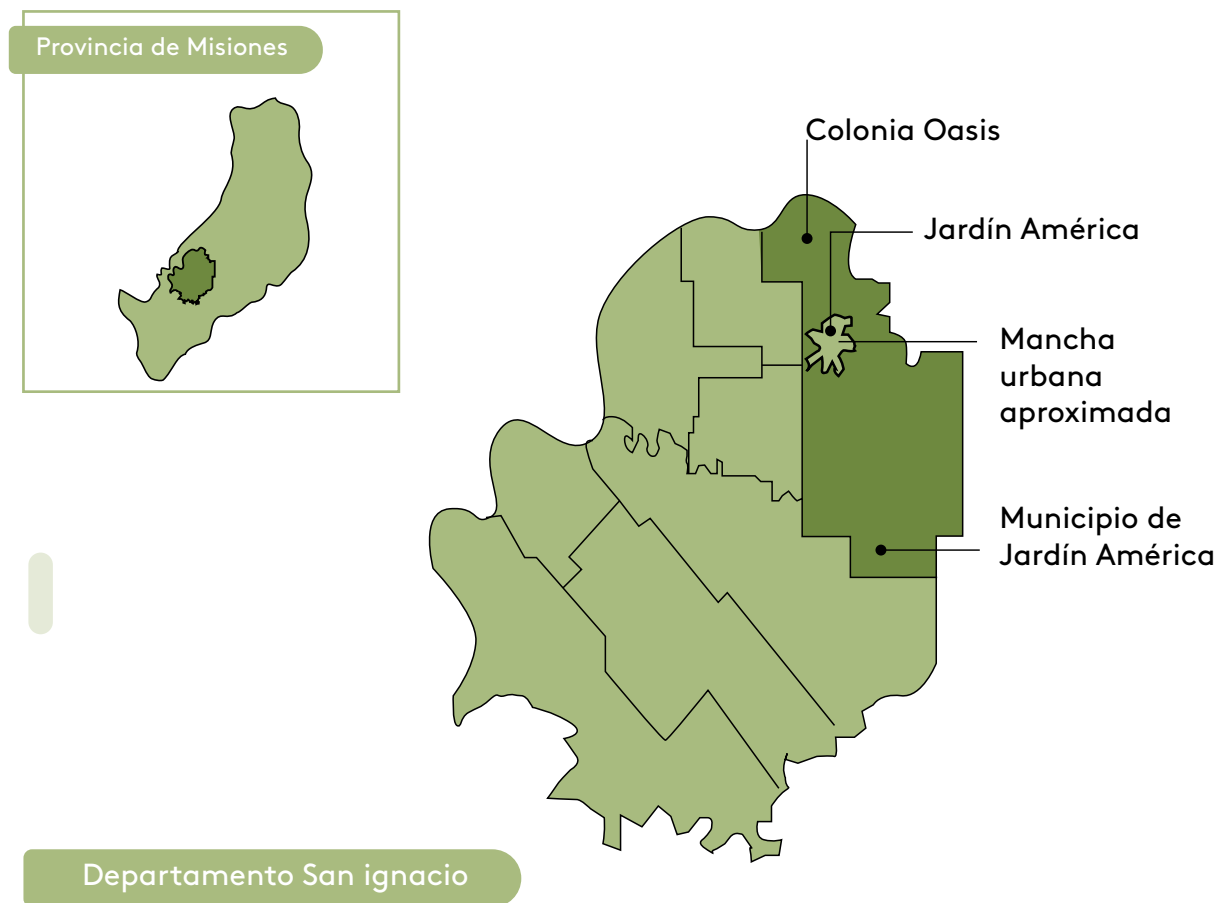 Provincia de Misiones
Colonia Oasis
Jardín América
Mancha
urbana
aproximada
Municipio de
Jardín América
Departamento San ignacio